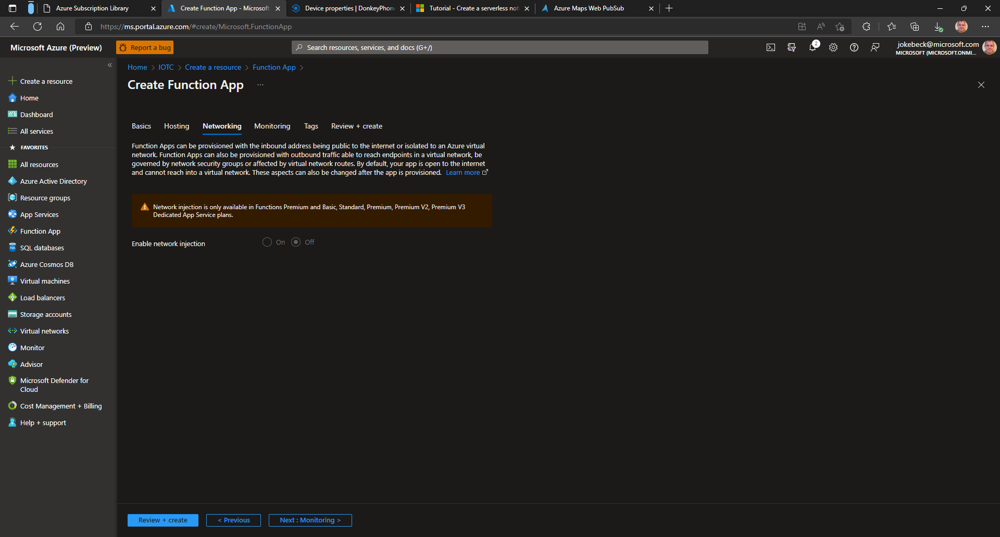 Azure Subscription Library
Create Function App - Microsoft
Device properties | DonkeyPhon
Tutorial - Create a serverless not
Azure Maps Web PubSub
https://ms.portal.azure.com/#create/Microsoft.FunctionApp
Microsoft Azure (Preview)
Report a bug
Search resources, services, and docs (G+/)
2
jokebeck@microsoft.com
MICROSOFT (MICROSOFT.ONMI...
Create a resource
Home
Dashboard
All services
FAVORITES
All resources
Azure Active Directory
Resource groups
App Services
Function App
SQL
SQL databases
Azure Cosmos DB
Virtual machines
Load balancers
Storage accounts
Virtual networks
Monitor
Advisor
Microsoft Defender for
Cloud
Cost Management + Billing
Help + support
Home > IOTC > Create a resource > Function App >
Create Function App ...
Basics Hosting Networking Monitoring Tags Review + create
Function Apps can be provisioned with the inbound address being public to the internet or isolated to an Azure virtual
network. Function Apps can also be provisioned with outbound traffic able to reach endpoints in a virtual network, be
governed by network security groups or affected by virtual network routes. By default, your app is open to the internet
and cannot reach into a virtual network. These aspects can also be changed after the app is provisioned. Learn more
Network injection is only available in Functions Premium and Basic, Standard, Premium, Premium V2, Premium V3
Dedicated App Service plans.
Enable network injection On Off
Review + create
< Previous
Next : Monitoring >